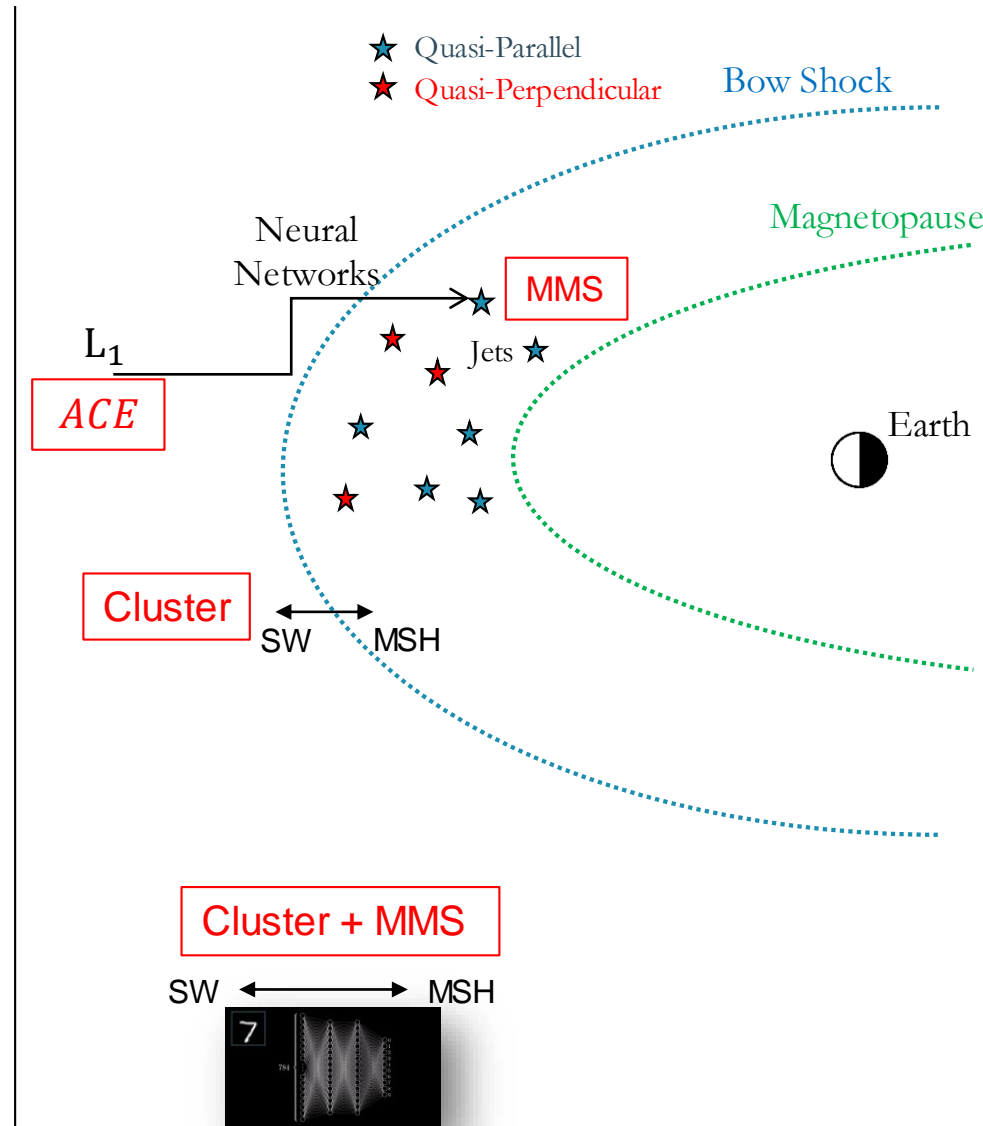 Quasi-Parallel
Quasi-Perpendicular
Bow Shock
Magnetopause
Neural
Networks
MMS
L₁
Jets
ACE
Earth
Cluster
SW
MSH
Cluster + MMS
SW
MSH
7
784